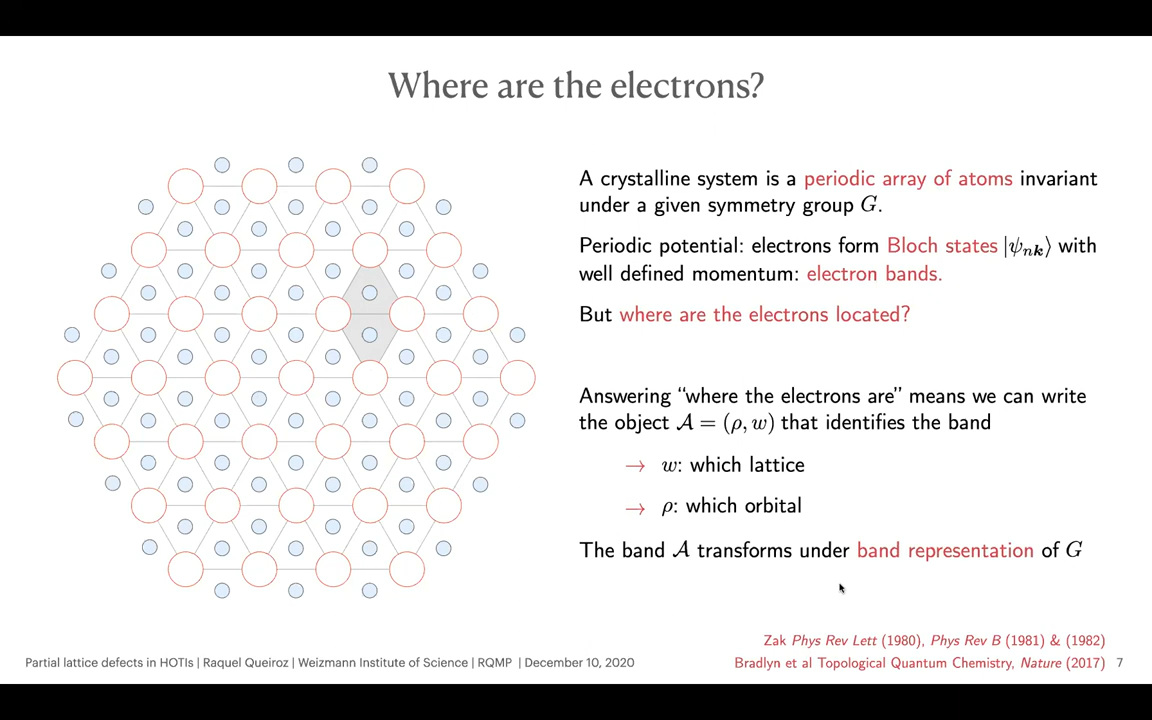 Where are the electrons?
A crystalline system is a periodic array of atoms invariant
under a given symmetry group G.
Periodic potential: electrons form Bloch states |ψnk⟩ with
well defined momentum: electron bands.
But where are the electrons located?
Answering “where the electrons are” means we can write
the object 𝒜 = (ρ, w) that identifies the band
→ w: which lattice
→ ρ: which orbital
The band 𝒜 transforms under band representation of G
Zak Phys Rev Lett (1980), Phys Rev B (1981) & (1982)
Partial lattice defects in HOTIs | Raquel Queiroz | Weizmann Institute of Science | RQMP | December 10, 2020
Bradlyn et al Topological Quantum Chemistry, Nature (2017) 7